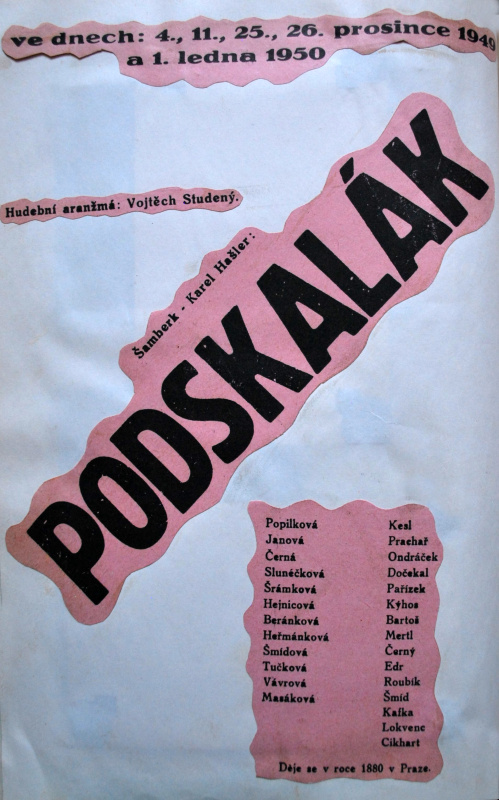 ve dnech: 4., 11., 25., 26. prosince 1949
a 1. ledna 1950
Hudební aranžmá: Vojtěch Studený.
Šamberk - Karel Hašler:
PODSKALÁK
Popilková
Janová
Černá
Slunéčková
Šrámková
Hejnicová
Beránková
Heřmánková
Šmídová
Tučková
Vávrová
Masáková
Kesl
Prachař
Ondráček
Dočekal
Pařízek
Kýhos
Bartoš
Mertl
Černý
Edr
Roubík
Šmíd
Kafka
Lokvenc
Cikhart
Děje se v roce 1880 v Praze.